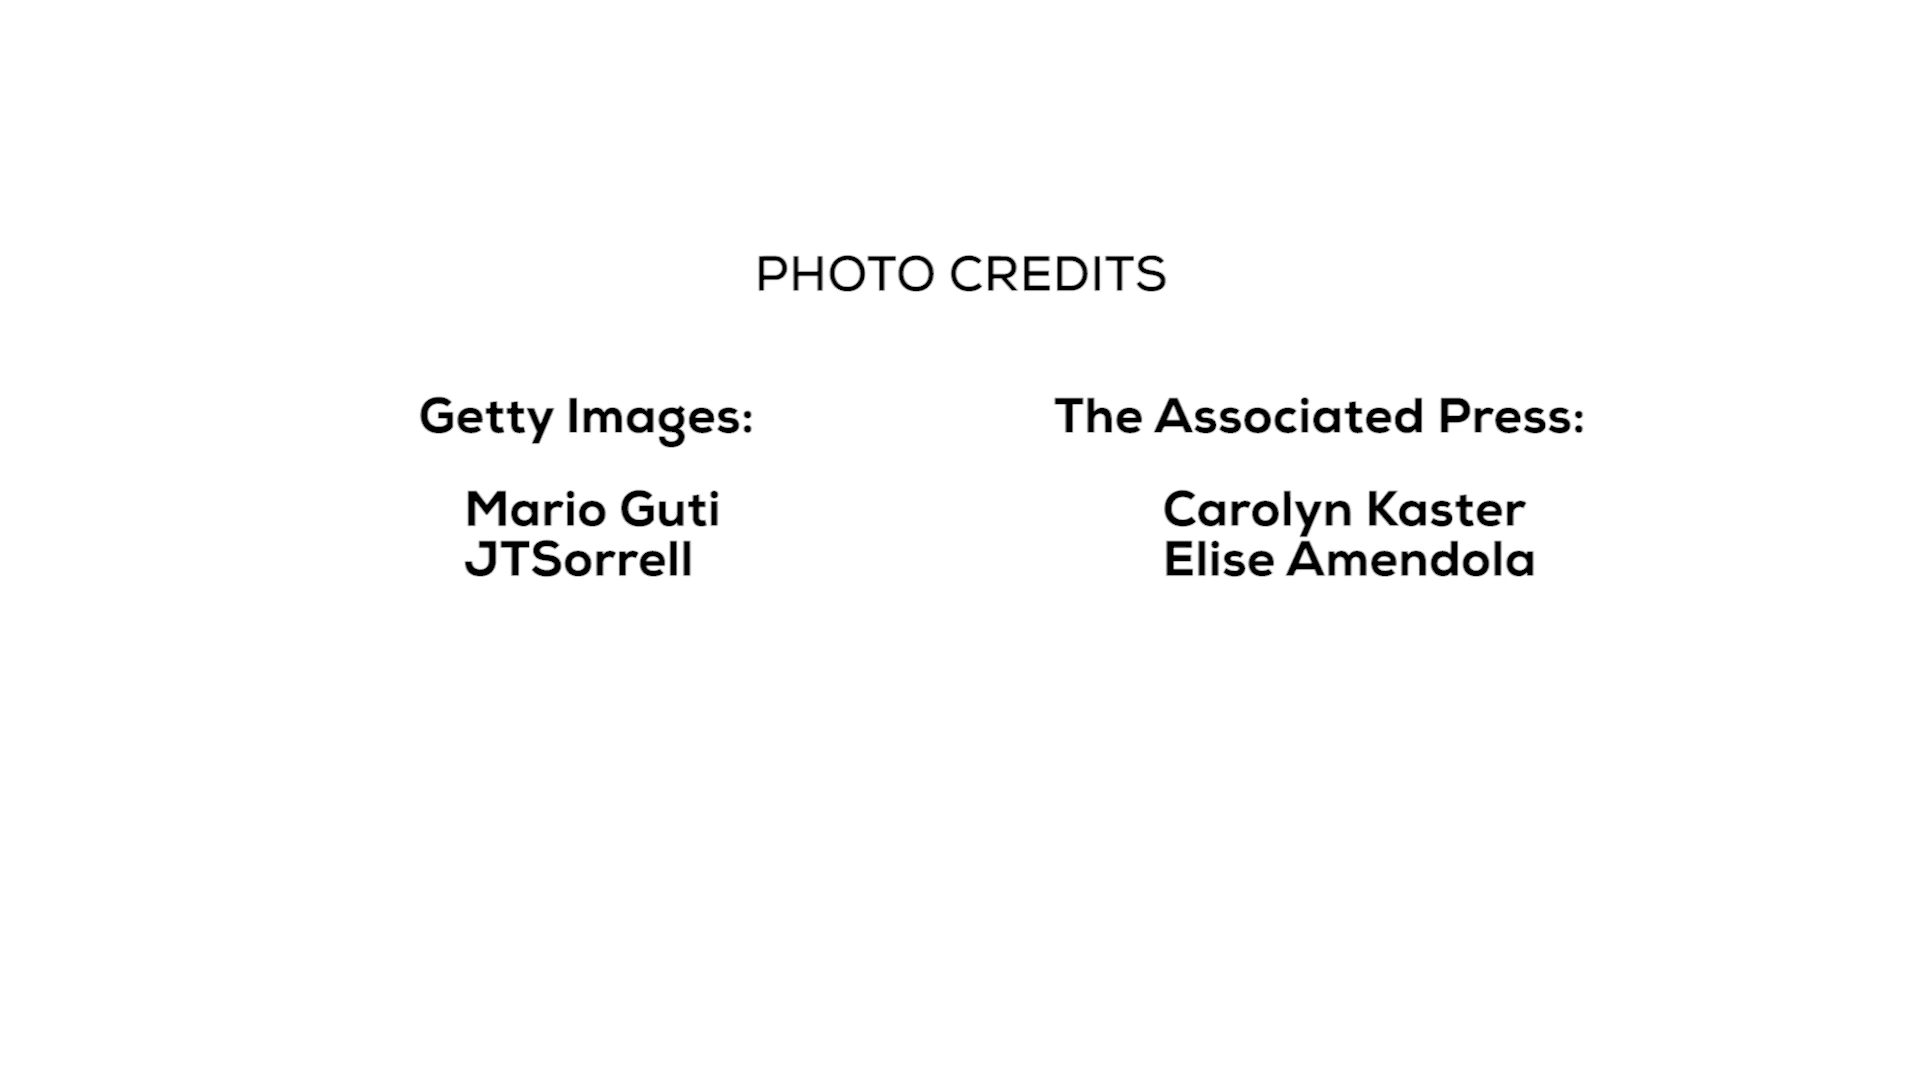 PHOTO CREDITS
Getty Images:
Mario Guti
JTSorrell
The Associated Press:
Carolyn Kaster
Elise Amendola